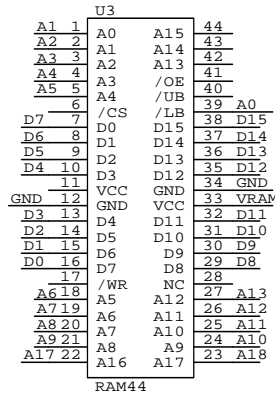 U3
A1 1 A0 A15 44
A2 2 A1 A14 43
A3 3 A2 A13 42
A4 4 A3 /OE 41
A5 5 A4 /UB 40
6 /CS /LB 39 A0
D7 7 D0 D15 38 D15
D6 8 D1 D14 37 D14
D5 9 D2 D13 36 D13
D4 10 D3 D12 35 D12
11 VCC GND 34 GND
GND 12 GND VCC 33 VRAM
D3 13 D4 D11 32 D11
D2 14 D5 D10 31 D10
D1 15 D6 D9 30 D9
D0 16 D7 D8 29 D8
17 /WR NC 28
A6 18 A5 A12 27 A13
A7 19 A6 A11 26 A12
A8 20 A7 A10 25 A11
A9 21 A8 A9 24 A10
A17 22 A16 A17 23 A18
RAM44